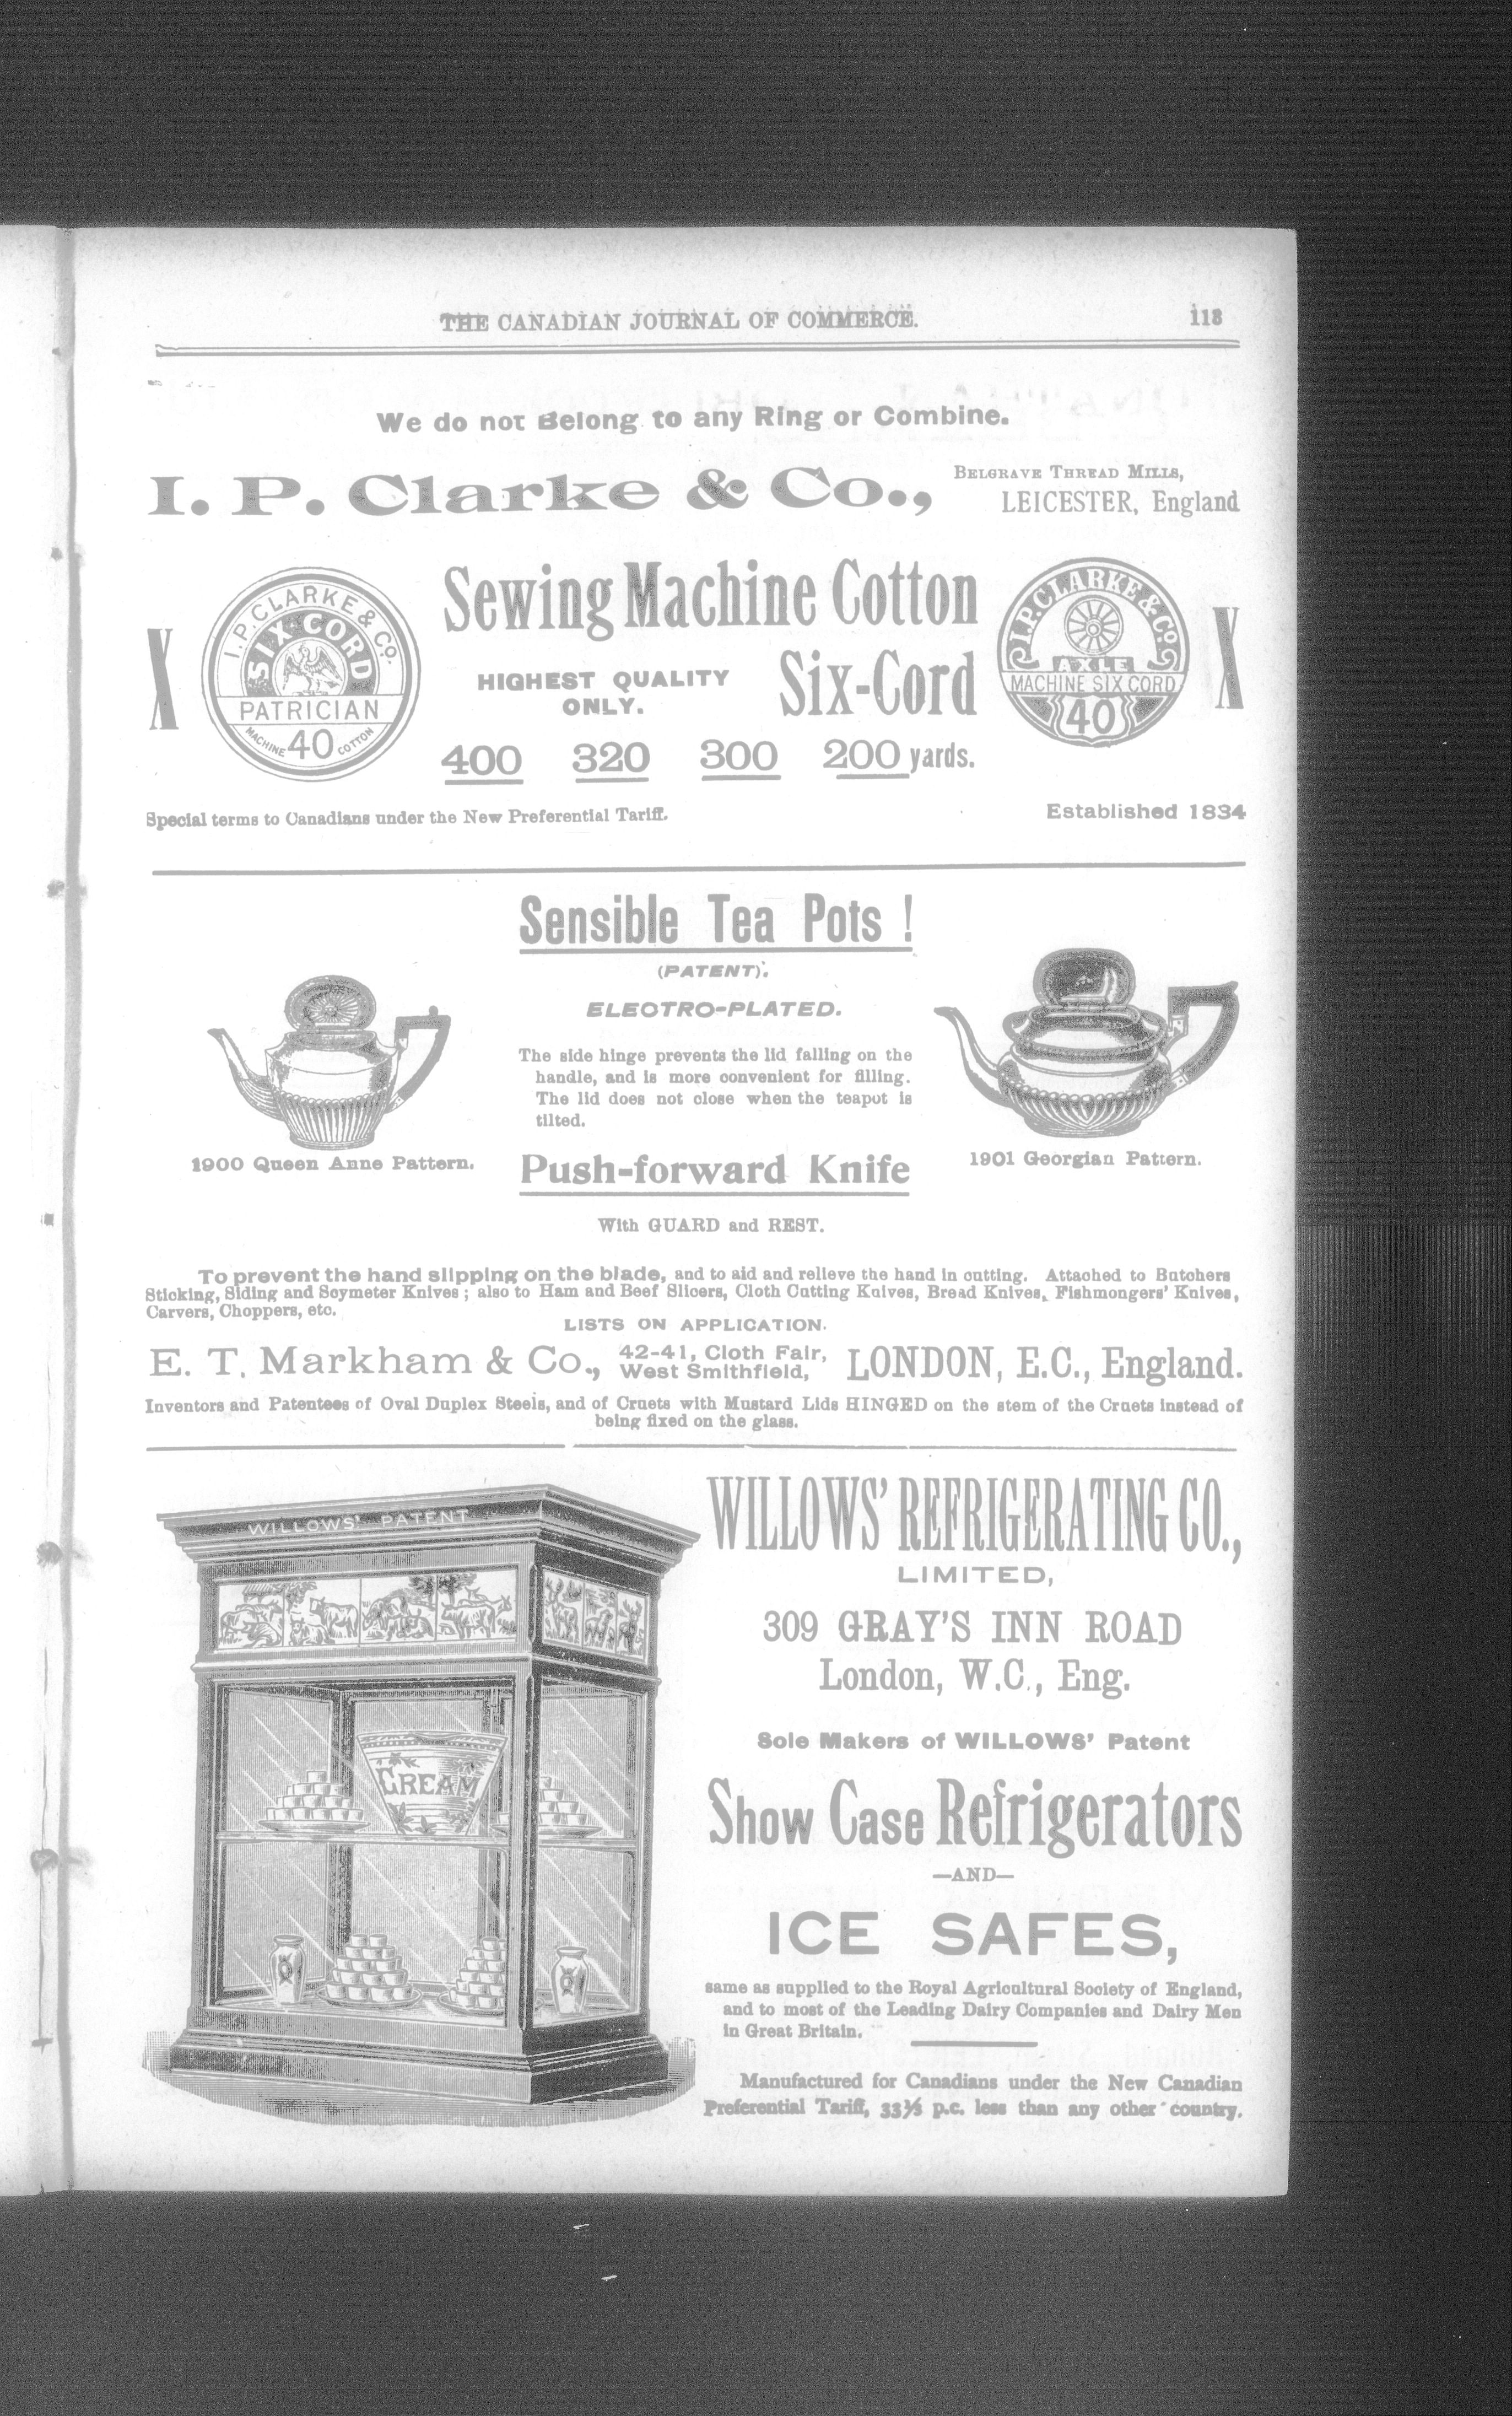 THE CANADIAN JOURNAL OF COMMERCE. 113
We do not Belong to any Ring or Combine.
I. P. Clarke & Co., BELGRAVE THREAD MILLS,
LEICESTER, England
X
I.P. CLARKE & CO.
SIX CORD
PATRICIAN
MACHINE 40 COTTON
Sewing Machine Cotton
HIGHEST QUALITY
ONLY.
Six-Cord
400 320 300 200 yards.
I.P. CLARKE & CO.
AXLE
MACHINE SIX CORD
40
X
Special terms to Canadians under the New Preferential Tariff.
Established 1834
Sensible Tea Pots !
(PATENT).
ELECTRO-PLATED.
The side hinge prevents the lid falling on the
handle, and is more convenient for filling.
The lid does not close when the teapot is
tilted.
1900 Queen Anne Pattern.
1901 Georgian Pattern.
Push-forward Knife
With GUARD and REST.
To prevent the hand slipping on the blade, and to aid and relieve the hand in cutting. Attached to Butchers
Sticking, Siding and Scymeter Knives ; also to Ham and Beef Slicers, Cloth Cutting Knives, Bread Knives, Fishmongers' Knives,
Carvers, Choppers, etc.
LISTS ON APPLICATION.
E. T. Markham & Co., 42-41, Cloth Fair,
West Smithfield, LONDON, E.C., England.
Inventors and Patentees of Oval Duplex Steels, and of Cruets with Mustard Lids HINGED on the stem of the Cruets instead of
being fixed on the glass.
WILLOWS' PATENT
CREAM
WILLOWS' REFRIGERATING CO.,
LIMITED,
309 GRAY'S INN ROAD
London, W.C., Eng.
Sole Makers of WILLOWS' Patent
Show Case Refrigerators
—AND—
ICE SAFES,
same as supplied to the Royal Agricultural Society of England,
and to most of the Leading Dairy Companies and Dairy Men
in Great Britain.
Manufactured for Canadians under the New Canadian
Preferential Tariff, 33⅓ p.c. less than any other country.